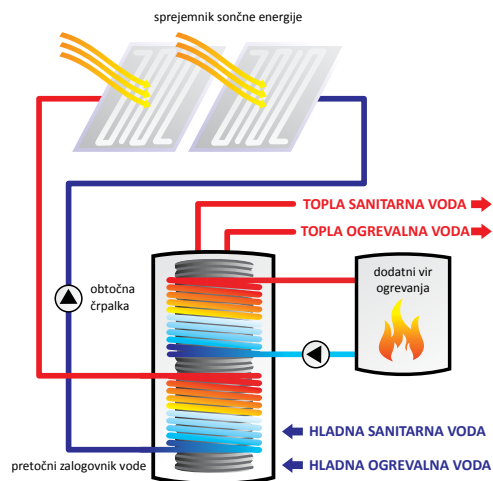 sprejemnik sončne energije
TOPLA SANITARNA VODA
TOPLA OGREVALNA VODA
dodatni vir
ogrevanja
obtočna
črpalka
HLADNA SANITARNA VODA
pretočni zalogovnik vode
HLADNA OGREVALNA VODA